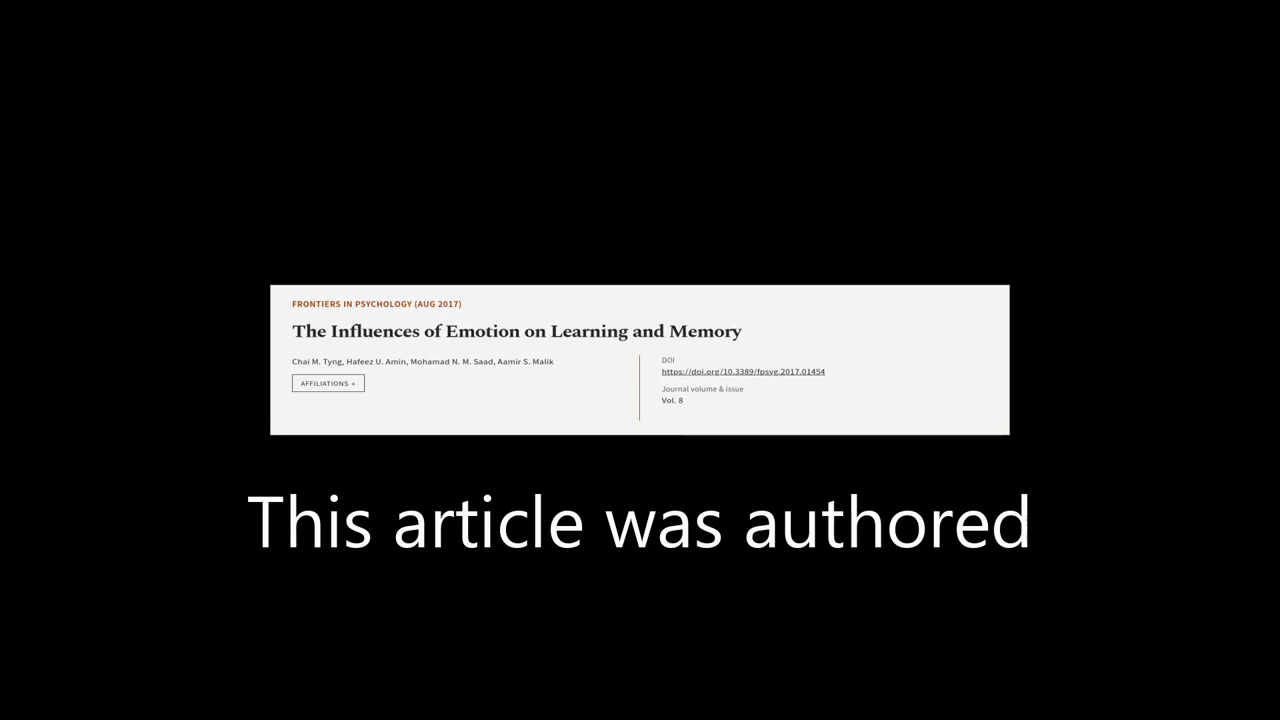 FRONTIERS IN PSYCHOLOGY (AUG 2017)
The Influences of Emotion on Learning and Memory
Chai M. Tyng, Hafeez U. Amin, Mohamad N. M. Saad, Aamir S. Malik
AFFILIATIONS +
DOI
https://doi.org/10.3389/fpsyg.2017.01454
Journal volume & issue
Vol. 8
This article was authored